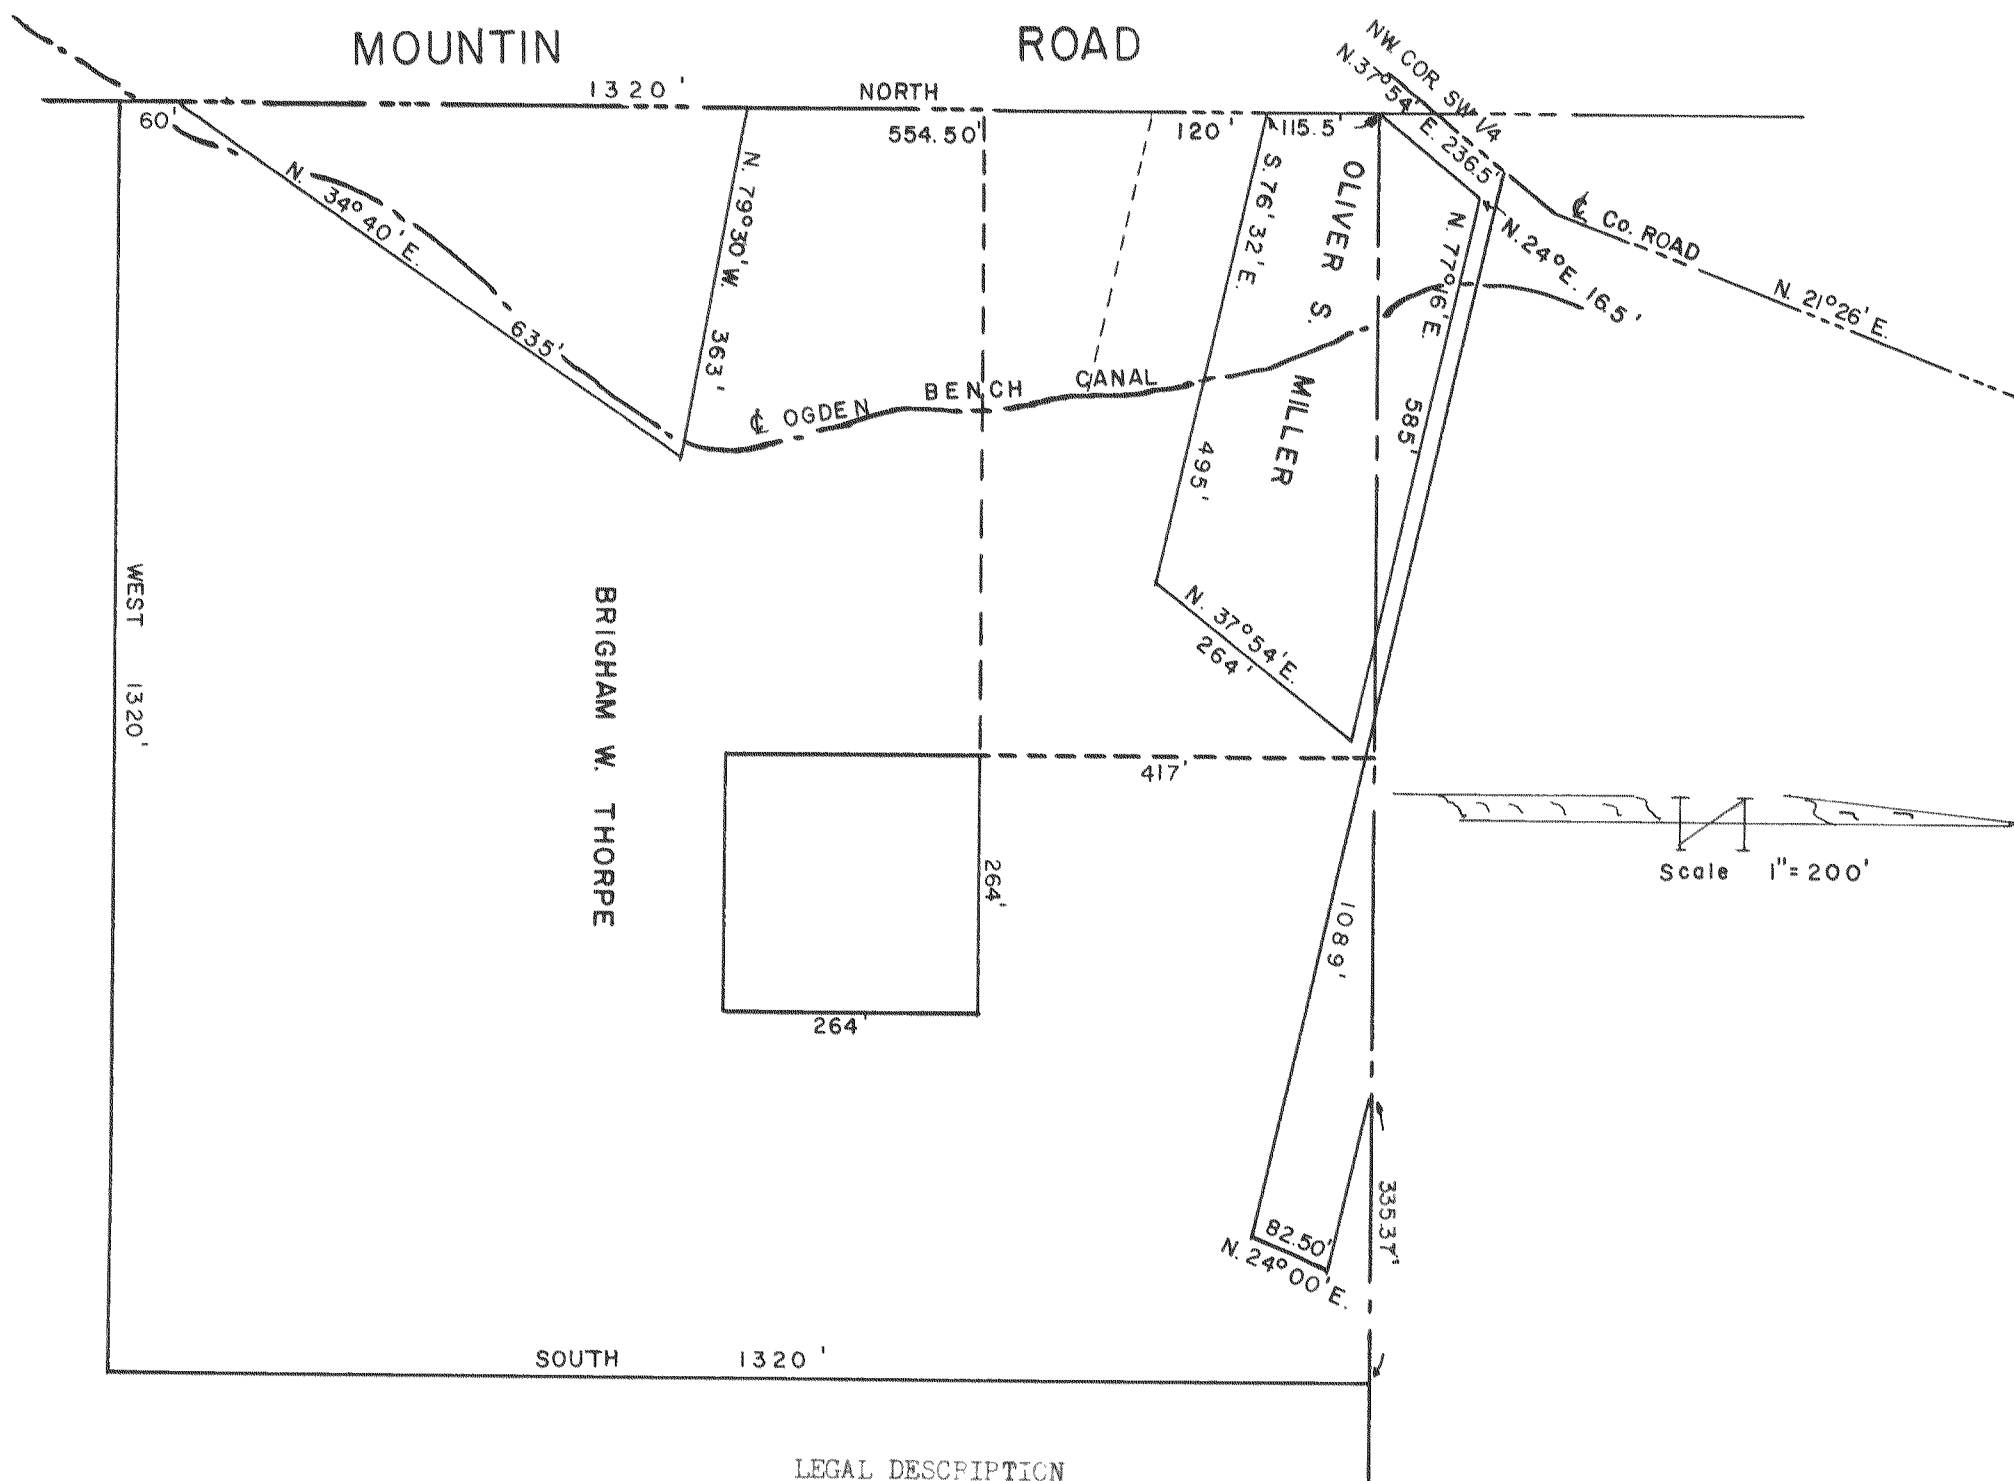 MOUNTIN ROAD
1320'
NORTH
60'
554.50'
120'
115.5'
NW. COR. SW 1/4
N. 37°54' E. 236.5'
℄ Co. ROAD
N. 21°26' E.
N. 24° E. 16.5'
N. 77°16' E.
585'
OLIVER S. MILLER
S. 76' 32' E.
495'
N. 37°54' E.
264'
N. 79°30' W. 363'
N. 34°40' E.
635'
℄ OGDEN BENCH CANAL
WEST 1320'
BRIGHAM W. THORPE
417'
264'
264'
1089'
N
Scale 1"=200'
335.37'
82.50'
N. 24°00' E.
SOUTH 1320'
LEGAL DESCRIPTION